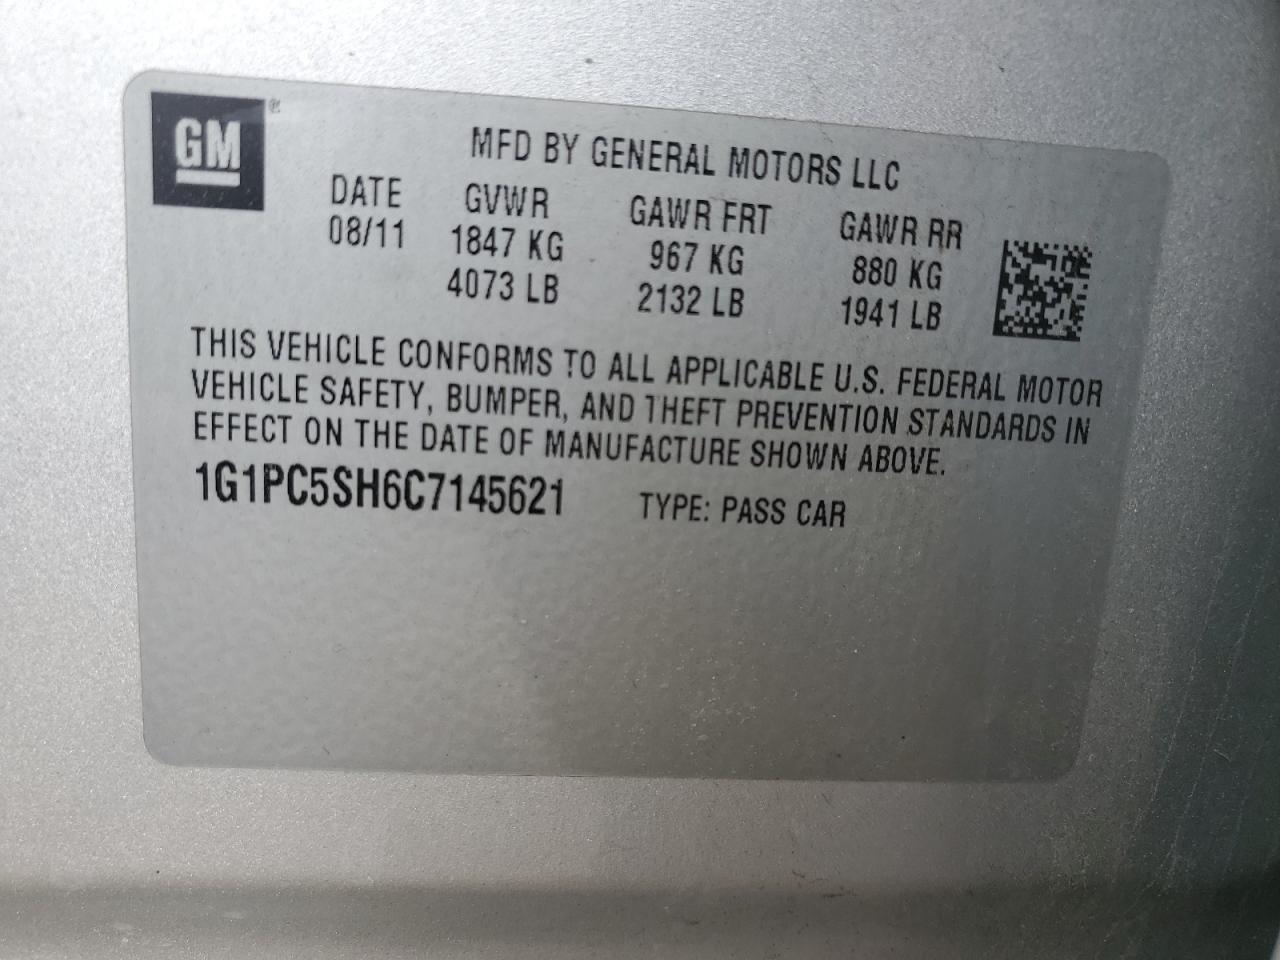 GM®
MFD BY GENERAL MOTORS LLC
DATE GVWR GAWR FRT GAWR RR
08/11 1847 KG 967 KG 880 KG
4073 LB 2132 LB 1941 LB
THIS VEHICLE CONFORMS TO ALL APPLICABLE U.S. FEDERAL MOTOR
VEHICLE SAFETY, BUMPER, AND THEFT PREVENTION STANDARDS IN
EFFECT ON THE DATE OF MANUFACTURE SHOWN ABOVE.
1G1PC5SH6C7145621 TYPE: PASS CAR